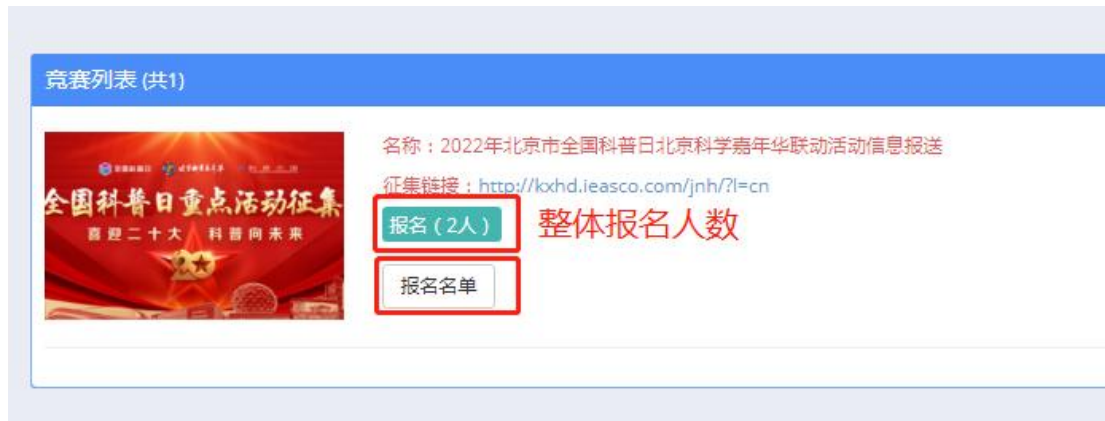 竞赛列表 (共1)
名称：2022年北京市全国科普日北京科学嘉年华联动活动信息报送
征集链接：http://kxhd.ieasco.com/jnh/?l=cn
全国科普日重点活动征集
喜迎二十大 科普向未来
20
报名（2人）
整体报名人数
报名名单